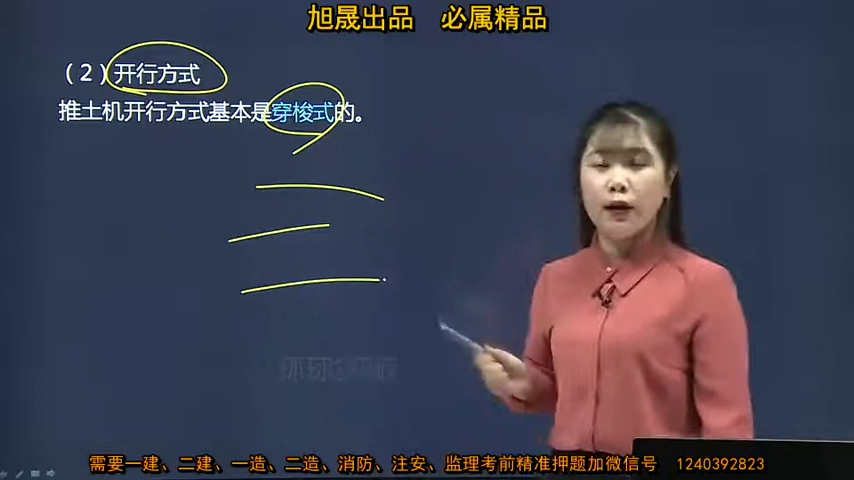 旭晟出品 必属精品
（2）开行方式
推土机开行方式基本是穿梭式的。
需要一建、二建、一造、二造、消防、注安、监理考前精准押题加微信号 1240392823